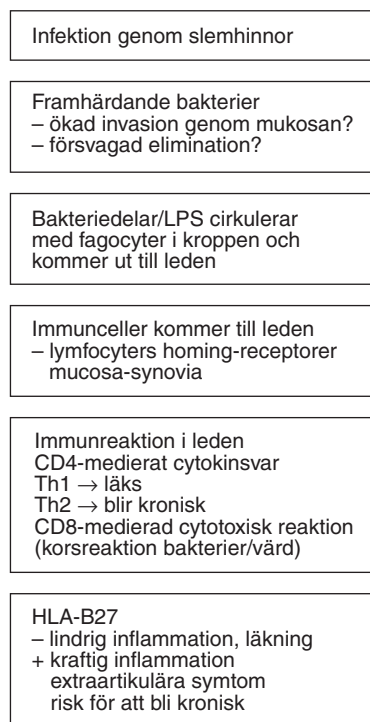 Infektion genom slemhinnor
Framhärdande bakterier
– ökad invasion genom mukosan?
– försvagad elimination?
Bakteriedelar/LPS cirkulerar
med fagocyter i kroppen och
kommer ut till leden
Immunceller kommer till leden
– lymfocyters homing-receptorer
mucosa-synovia
Immunreaktion i leden
CD4-medierat cytokinsvar
Th1 → läks
Th2 → blir kronisk
CD8-medierad cytotoxisk reaktion
(korsreaktion bakterier/värd)
HLA-B27
– lindrig inflammation, läkning
+ kraftig inflammation
extraartikulära symtom
risk för att bli kronisk